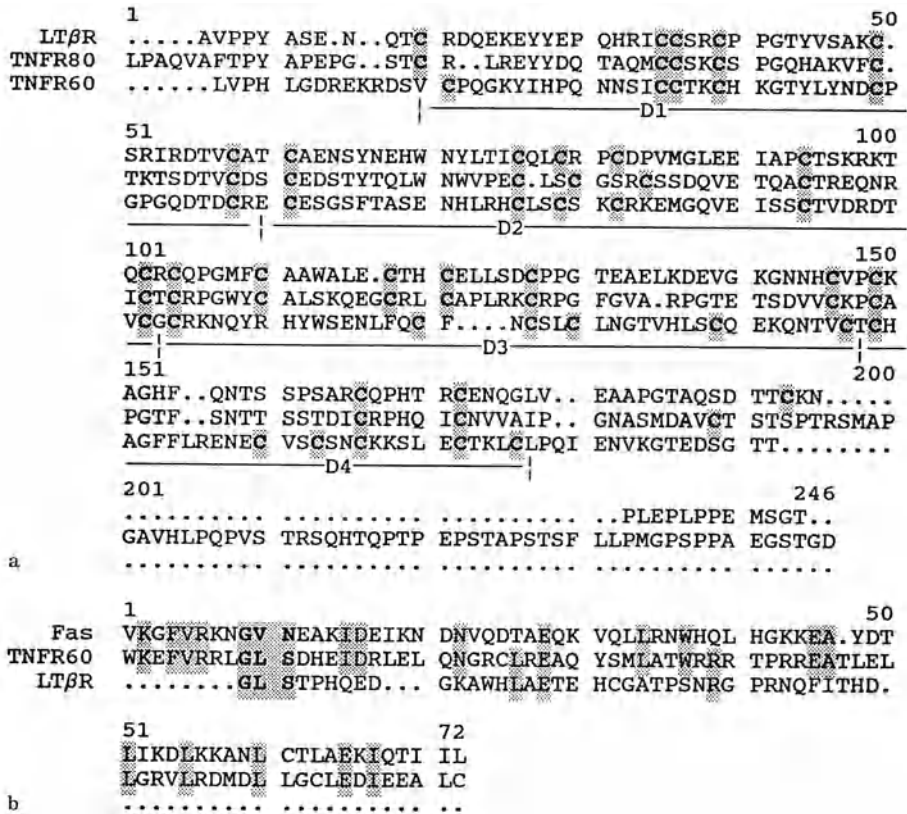 1 50
LTβR .....AVPPY ASE.N..QTC RDQEKEYYEP QHRICCSRCP PGTYVSAKC.
TNFR80 LPAQVAFTPY APEPG..STC R..LREYYDQ TAQMCCSKCS PGQHAKVFC.
TNFR60 ......LVPH LGDREKRDSV CPQGKYIHPQ NNSICCTKCH KGTYLYNDCP
D1
51 100
SRIRDTVCAT CAENSYNEHW NYLTICQLCR PCDPVMGLEE IAPCTSKRKT
TKTSDTVCDS CEDSTYTQLW NWVPEC.LSC GSRCSSDQVE TQACTREQNR
GPGQDTDCRE CESGSFTASE NHLRHCLSCS KCRKEMGQVE ISSCTVDRDT
D2
101 150
QCRCQPGMFC AAWALE.CTH CELLSDCPPG TEAELKDEVG KGNNHCVPCK
ICTCRPGWYC ALSKQEGCRL CAPLRKCRPG FGVA.RPGTE TSDVVCKPCA
VCGCRKNQYR HYWSENLFQC F....NCSLC LNGTVHLSCQ EKQNTVCTCH
D3
151 200
AGHF..QNTS SPSARCQPHT RCENQGLV.. EAAPGTAQSD TTCKN.....
PGTF..SNTT SSTDICRPHQ ICNVVAIP.. GNASMDAVCT STSPTRSMAP
AGFFLRENEC VSCSNCKKSL ECTKLCLPQI ENVKGTEDSG TT........
D4
201 246
.......... .......... .......... ..PLEPLPPE MSGT..
GAVHLPQPVS TRSQHTQPTP EPSTAPSTSF LLPMGPSPPA EGSTGD
.......... .......... .......... .......... ......
a
1 50
Fas VKGFVRKNGV NEAKIDEIKN DNVQDTAEQK VQLLRNWHQL HGKKEA.YDT
TNFR60 WKEFVRRLGL SDHEIDRLEL QNGRCLREAQ YSMLATWRRR TPRREATLEL
LTβR ........GL STPHQED... GKAWHLAETE HCGATPSNRG PRNQFITHD.
51 72
LIKDLKKANL CTLAEKIQTI IL
LGRVLRDMDL LGCLEDIEEA LC
.......... .......... ..
b